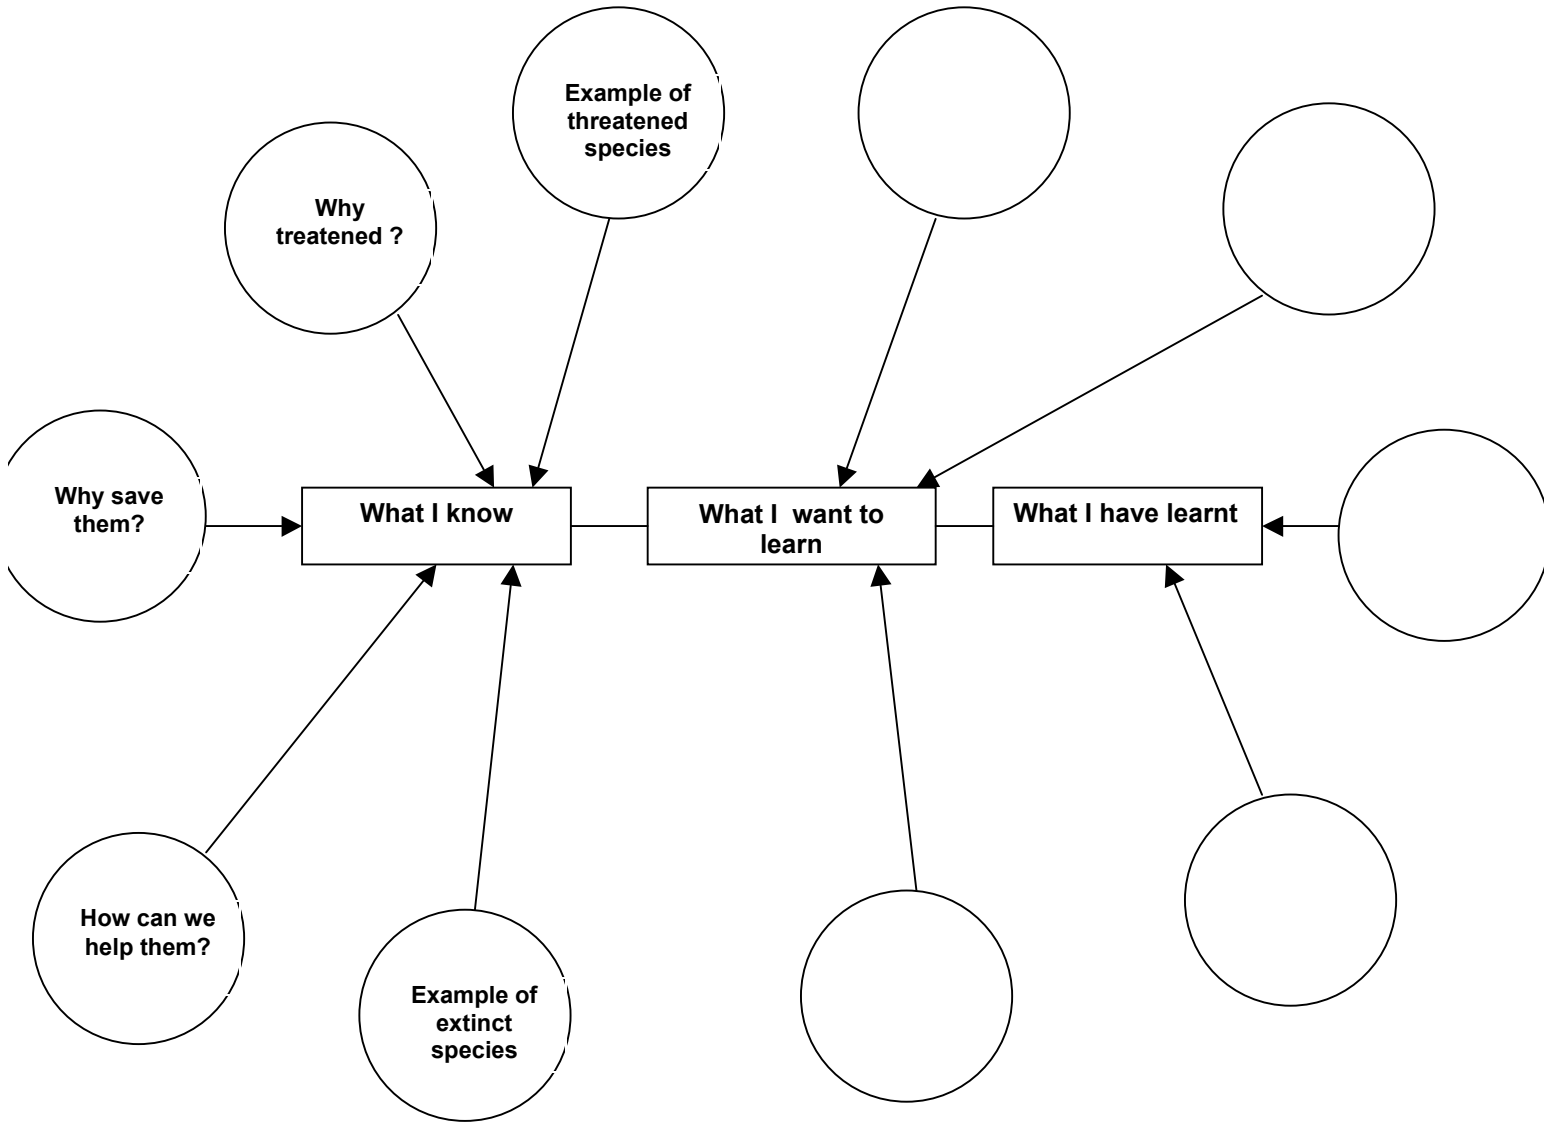 Example of
threatened
species
Why
treatened ?
Why save
them?
What I know
What I  want to
learn
What I have learnt
How can we
help them?
Example of
extinct
species